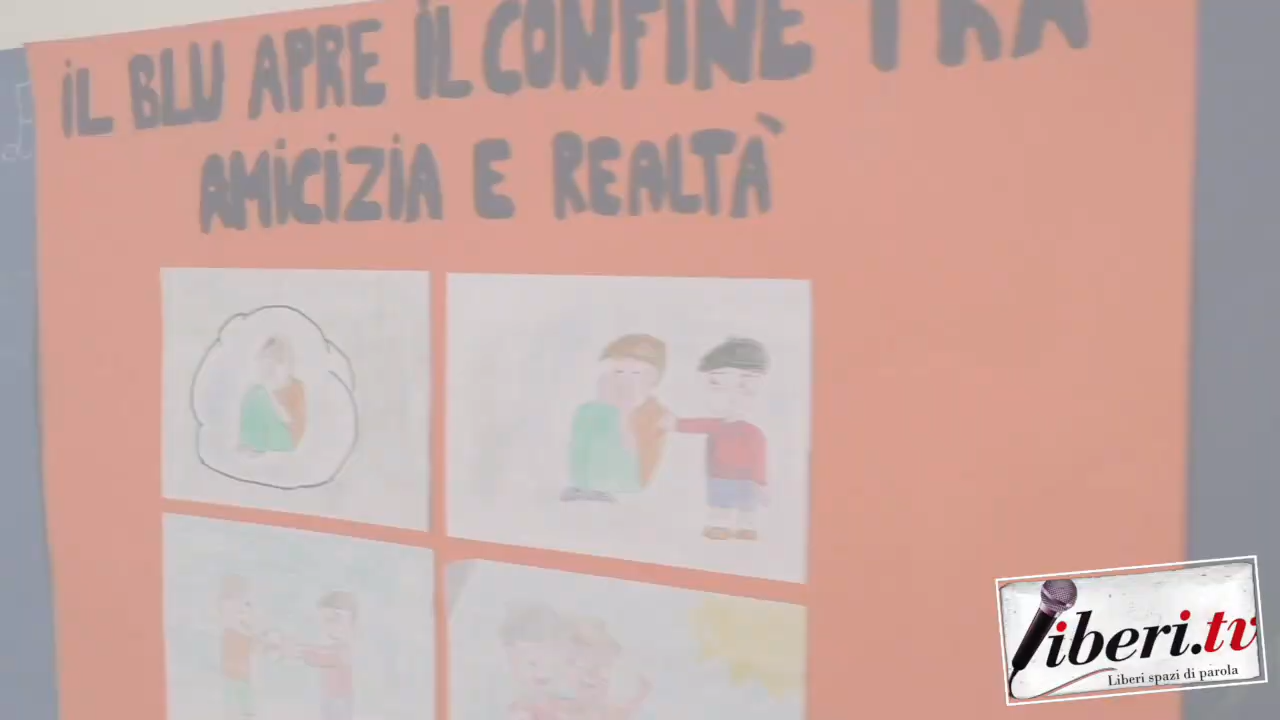 iL BLU APRE iL CONFINE TRA
AMiCiZiA E REALTÀ
liberi.tv
Liberi spazi di parola